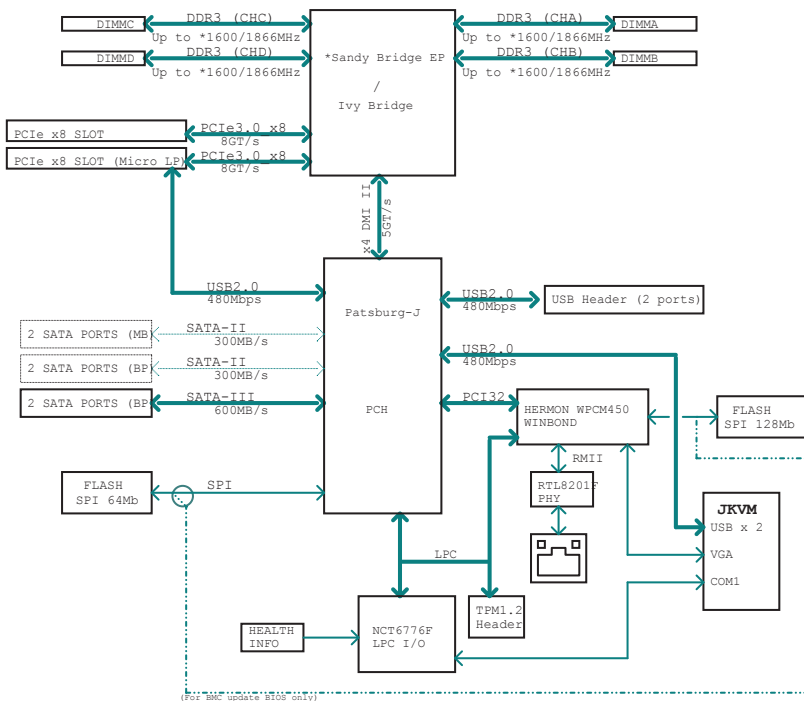 DIMMC
DDR3 (CHC)
Up to *1600/1866MHz
DIMMD
DDR3 (CHD)
Up to *1600/1866MHz
*Sandy Bridge EP
/
Ivy Bridge
DDR3 (CHA)
DIMMA
Up to *1600/1866MHz
DDR3 (CHB)
DIMMB
Up to *1600/1866MHz
PCIe x8 SLOT
PCIe3.0_x8
8GT/s
PCIe x8 SLOT (Micro LP)
PCIe3.0_x8
8GT/s
x4 DMI II
5GT/s
USB2.0
480Mbps
Patsburg-J
PCH
USB2.0
480Mbps
USB Header (2 ports)
2 SATA PORTS (MB)
SATA-II
300MB/s
2 SATA PORTS (BP)
SATA-II
300MB/s
2 SATA PORTS (BP
SATA-III
600MB/s
USB2.0
480Mbps
PCI32
HERMON WPCM450
WINBOND
FLASH
SPI 128Mb
RMII
RTL8201F
PHY
FLASH
SPI 64Mb
SPI
JKVM
USB x 2
VGA
COM1
LPC
TPM1.2
Header
HEALTH
INFO
NCT6776F
LPC I/O
(For BMC update BIOS only)